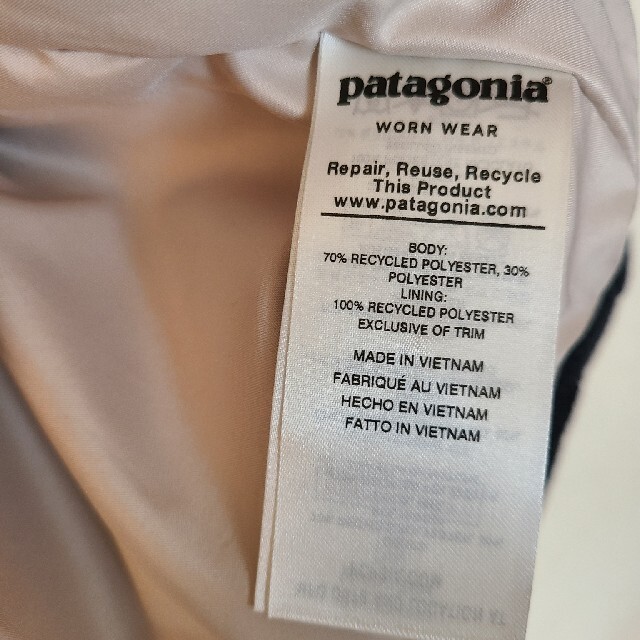 patagonia®
WORN WEAR
Repair, Reuse, Recycle
This Product
www.patagonia.com
BODY:
70% RECYCLED POLYESTER, 30%
POLYESTER
LINING:
100% RECYCLED POLYESTER
EXCLUSIVE OF TRIM
MADE IN VIETNAM
FABRIQUÉ AU VIETNAM
HECHO EN VIETNAM
FATTO IN VIETNAM